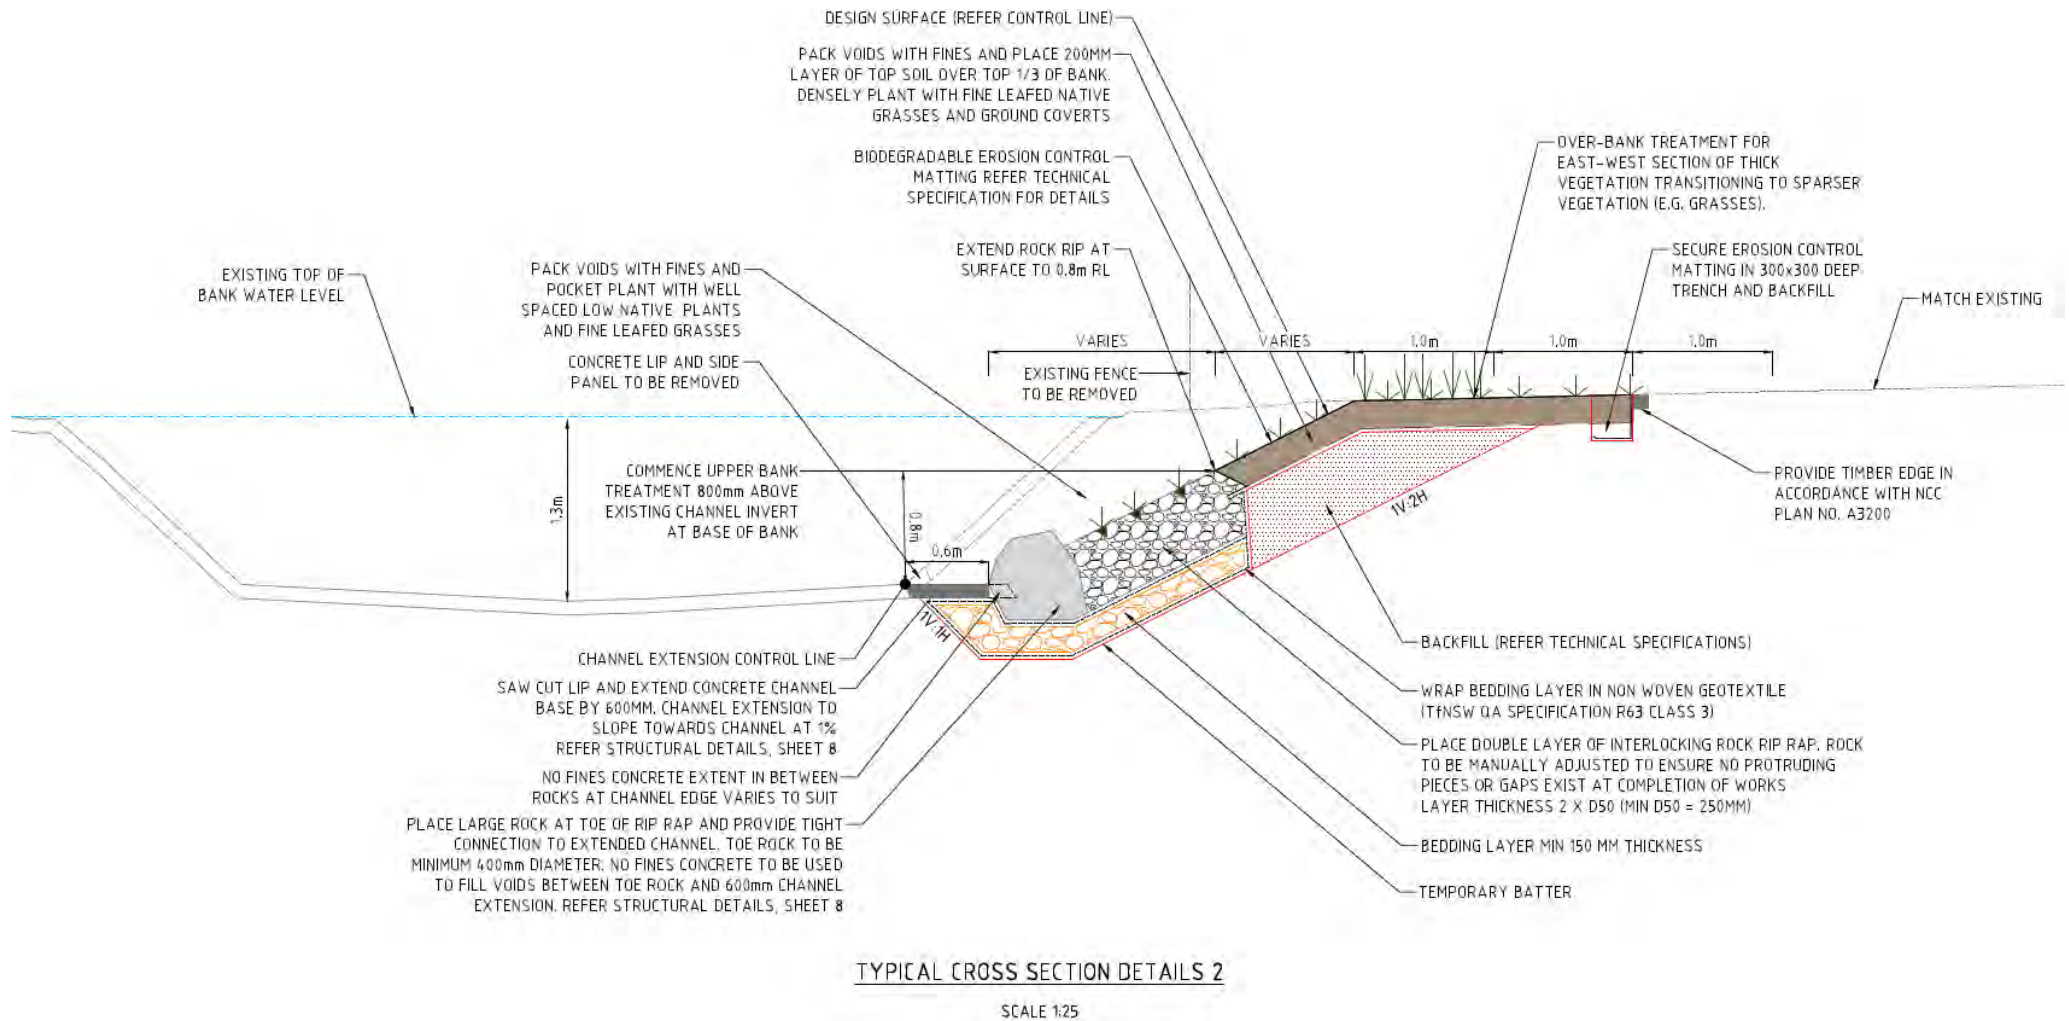 DESIGN SURFACE (REFER CONTROL LINE)
PACK VOIDS WITH FINES AND PLACE 200MM
LAYER OF TOP SOIL OVER TOP 1/3 OF BANK.
DENSELY PLANT WITH FINE LEAFED NATIVE
GRASSES AND GROUND COVERTS
BIODEGRADABLE EROSION CONTROL
MATTING REFER TECHNICAL
SPECIFICATION FOR DETAILS
EXTEND ROCK RIP AT
SURFACE TO 0.8m RL
OVER-BANK TREATMENT FOR
EAST-WEST SECTION OF THICK
VEGETATION TRANSITIONING TO SPARSER
VEGETATION (E.G. GRASSES).
SECURE EROSION CONTROL
MATTING IN 300x300 DEEP
TRENCH AND BACKFILL
MATCH EXISTING
EXISTING TOP OF
BANK WATER LEVEL
PACK VOIDS WITH FINES AND
POCKET PLANT WITH WELL
SPACED LOW NATIVE PLANTS
AND FINE LEAFED GRASSES
CONCRETE LIP AND SIDE
PANEL TO BE REMOVED
VARIES
VARIES
1.0m
1.0m
1.0m
EXISTING FENCE
TO BE REMOVED
COMMENCE UPPER BANK
TREATMENT 800mm ABOVE
EXISTING CHANNEL INVERT
AT BASE OF BANK
1.3m
0.8m
0.6m
1V:1H
1V:2H
PROVIDE TIMBER EDGE IN
ACCORDANCE WITH NCC
PLAN NO. A3200
CHANNEL EXTENSION CONTROL LINE
SAW CUT LIP AND EXTEND CONCRETE CHANNEL
BASE BY 600MM. CHANNEL EXTENSION TO
SLOPE TOWARDS CHANNEL AT 1%
REFER STRUCTURAL DETAILS, SHEET 8
NO FINES CONCRETE EXTENT IN BETWEEN
ROCKS AT CHANNEL EDGE VARIES TO SUIT
PLACE LARGE ROCK AT TOE OF RIP RAP AND PROVIDE TIGHT
CONNECTION TO EXTENDED CHANNEL. TOE ROCK TO BE
MINIMUM 400mm DIAMETER. NO FINES CONCRETE TO BE USED
TO FILL VOIDS BETWEEN TOE ROCK AND 600mm CHANNEL
EXTENSION. REFER STRUCTURAL DETAILS, SHEET 8
BACKFILL (REFER TECHNICAL SPECIFICATIONS)
WRAP BEDDING LAYER IN NON WOVEN GEOTEXTILE
(TfNSW QA SPECIFICATION R63 CLASS 3)
PLACE DOUBLE LAYER OF INTERLOCKING ROCK RIP RAP. ROCK
TO BE MANUALLY ADJUSTED TO ENSURE NO PROTRUDING
PIECES OR GAPS EXIST AT COMPLETION OF WORKS
LAYER THICKNESS 2 X D50 (MIN D50 = 250MM)
BEDDING LAYER MIN 150 MM THICKNESS
TEMPORARY BATTER
TYPICAL CROSS SECTION DETAILS 2
SCALE 1:25